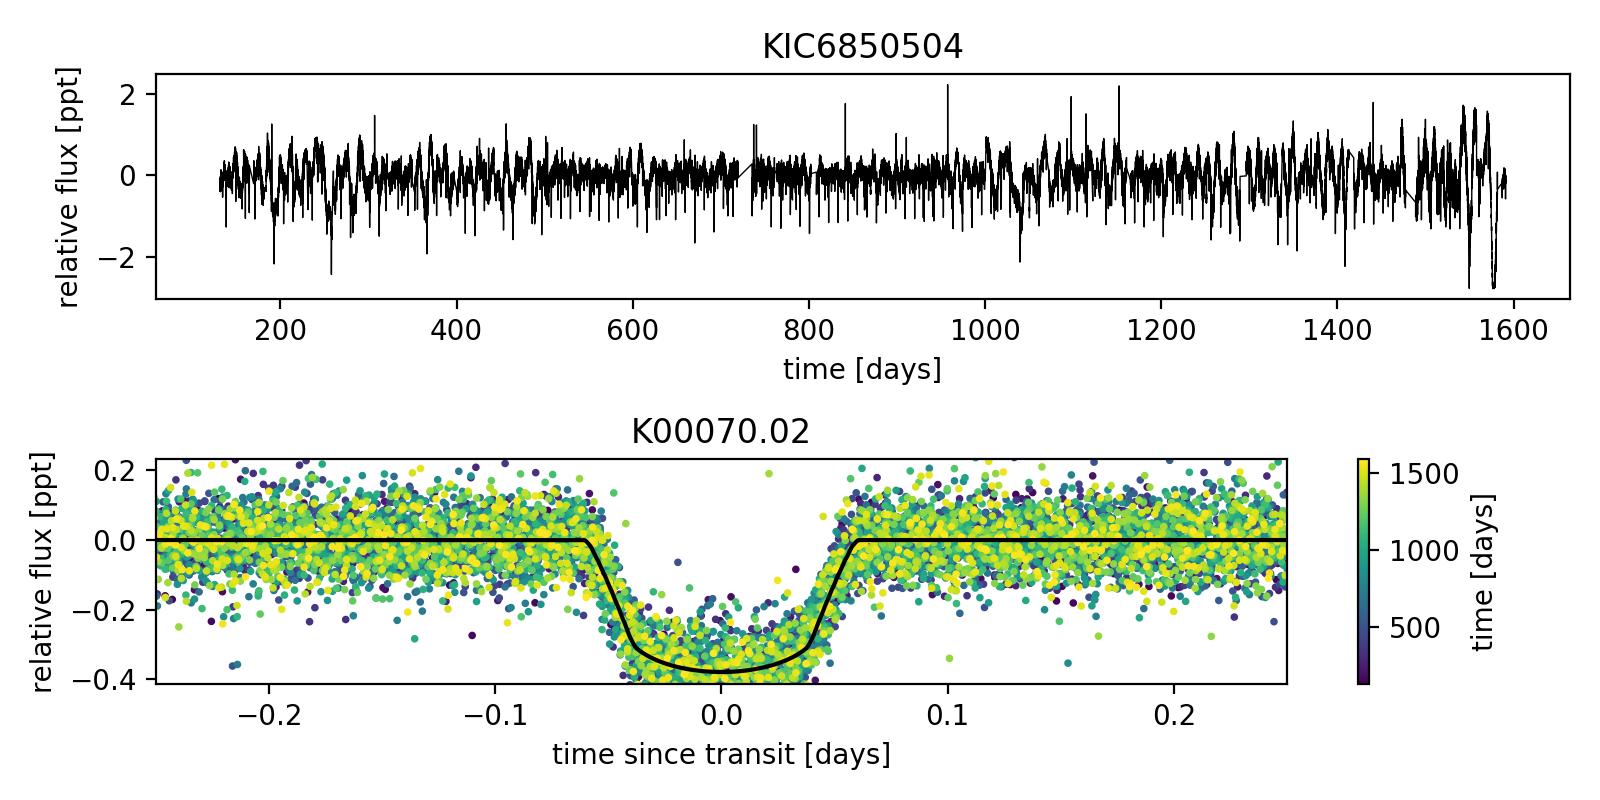 KIC6850504
relative flux [ppt]
2
0
−2
200 400 600 800 1000 1200 1400 1600
time [days]
K00070.02
relative flux [ppt]
0.2
0.0
−0.2
−0.4
−0.2 −0.1 0.0 0.1 0.2
time since transit [days]
1500
1000
500
time [days]